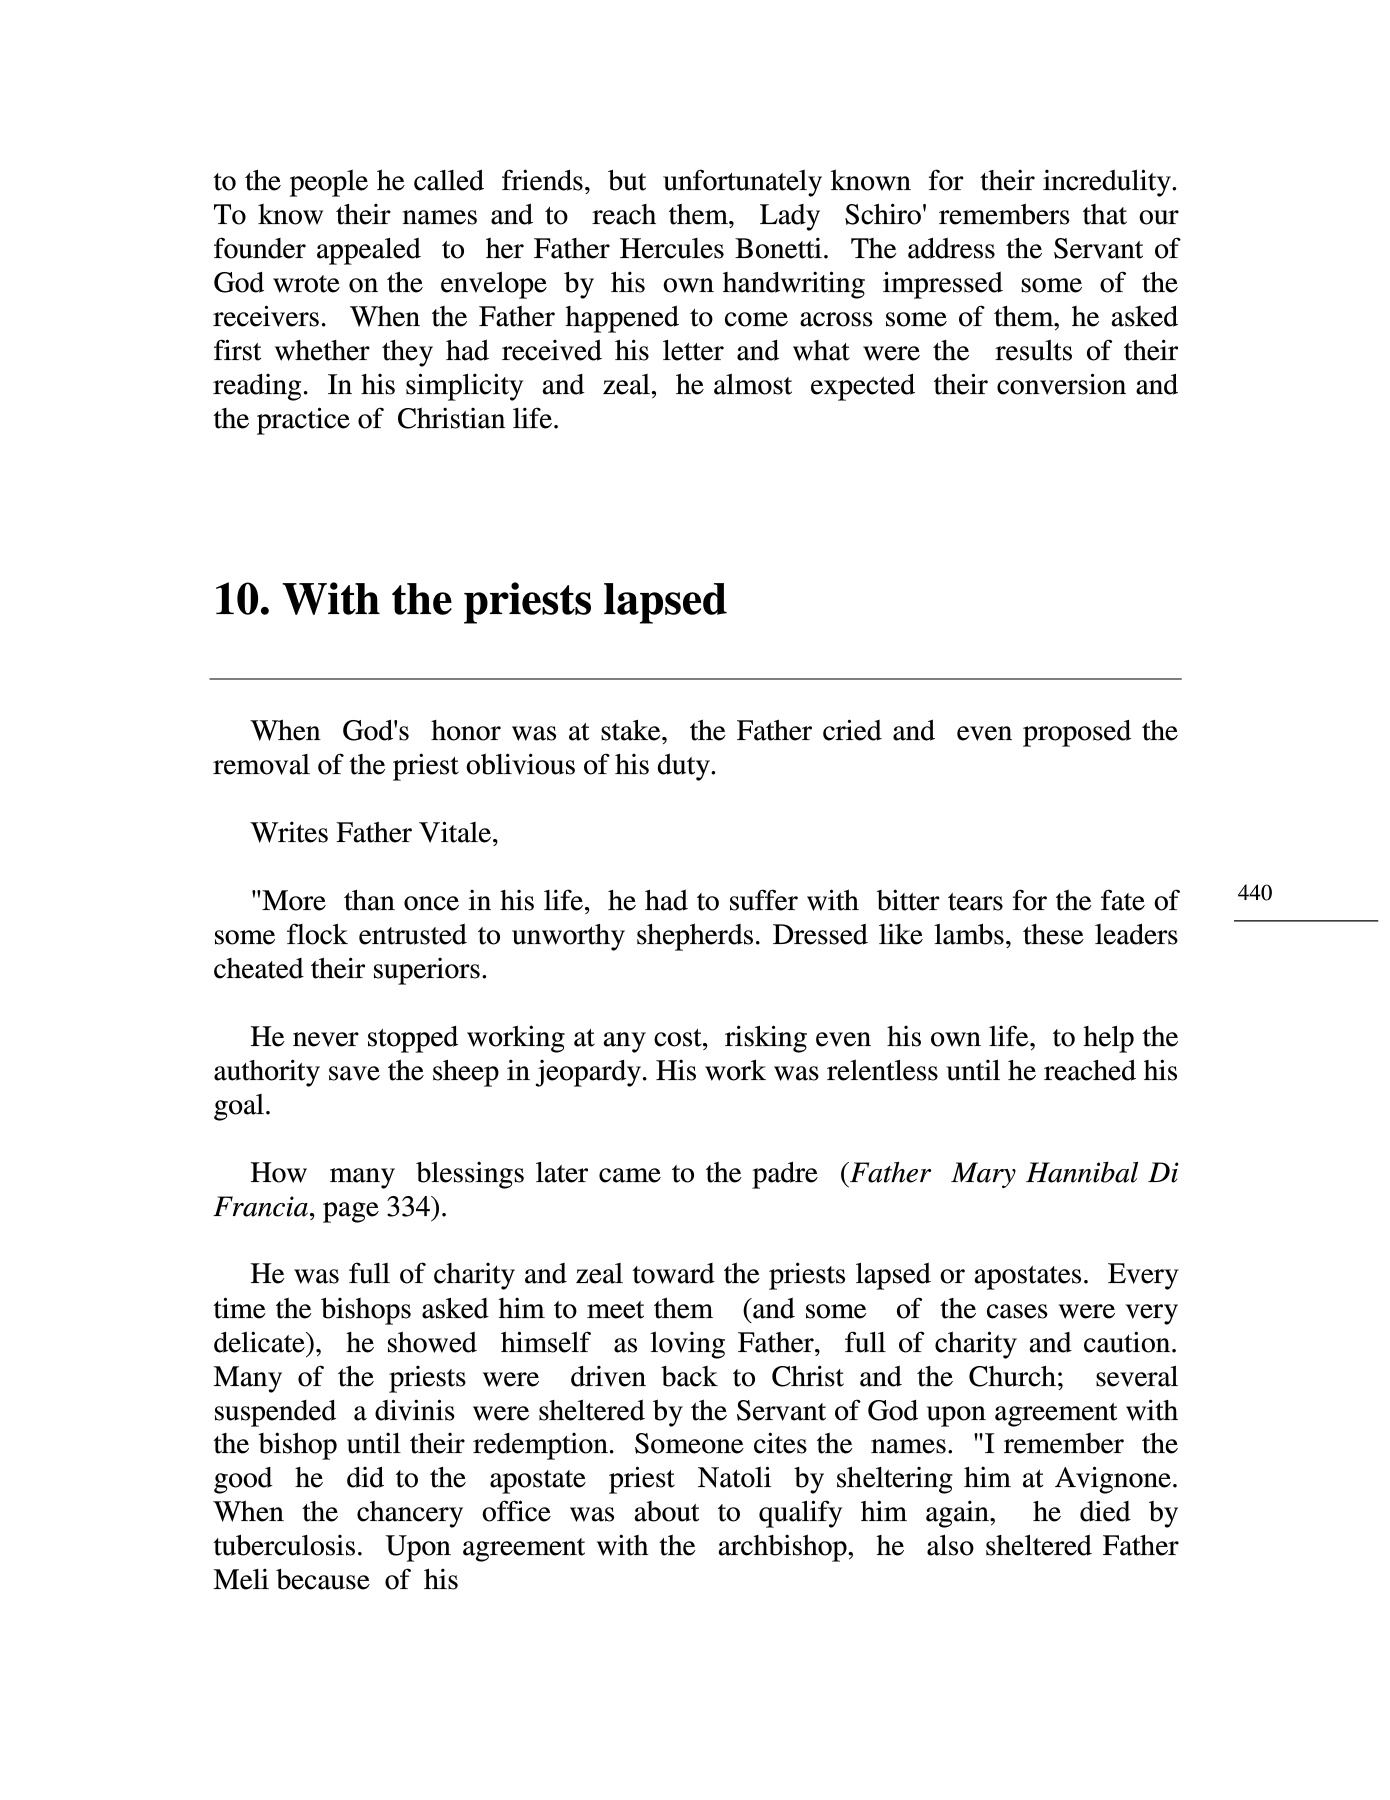 to the people he called friends, but unfortunately known for their incredulity.
To know their names and to reach them, Lady Schiro' remembers that our
founder appealed to her Father Hercules Bonetti. The address the Servant of
God wrote on the envelope by his own handwriting impressed some of the
receivers. When the Father happened to come across some of them, he asked
first whether they had received his letter and what were the results of their
reading. In his simplicity and zeal, he almost expected their conversion and
the practice of Christian life.
10. With the priests lapsed
When God's honor was at stake, the Father cried and even proposed the
removal of the priest oblivious of his duty.
Writes Father Vitale,
"More than once in his life, he had to suffer with bitter tears for the fate of
some flock entrusted to unworthy shepherds. Dressed like lambs, these leaders
cheated their superiors.
440
He never stopped working at any cost, risking even his own life, to help the
authority save the sheep in jeopardy. His work was relentless until he reached his
goal.
How many blessings later came to the padre (Father Mary Hannibal Di
Francia, page 334).
He was full of charity and zeal toward the priests lapsed or apostates. Every
time the bishops asked him to meet them (and some of the cases were very
delicate), he showed himself as loving Father, full of charity and caution.
Many of the priests were driven back to Christ and the Church; several
suspended a divinis were sheltered by the Servant of God upon agreement with
the bishop until their redemption. Someone cites the names. "I remember the
good he did to the apostate priest Natoli by sheltering him at Avignone.
When the chancery office was about to qualify him again, he died by
tuberculosis. Upon agreement with the archbishop, he also sheltered Father
Meli because of his